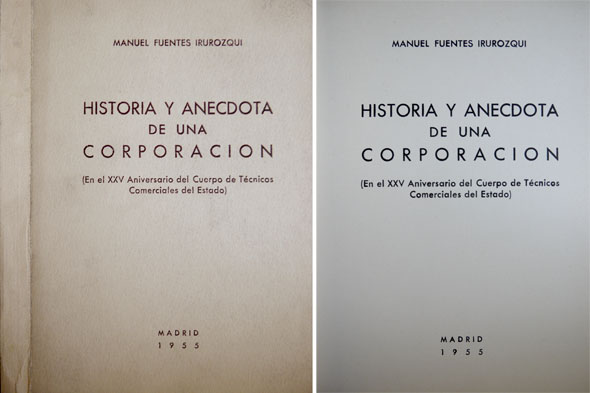 MANUEL FUENTES IRUROZQUI
HISTORIA Y ANECDOTA
DE UNA
CORPORACION
(En el XXV Aniversario del Cuerpo de Técnicos
Comerciales del Estado)
MADRID
1955
MANUEL FUENTES IRUROZQUI
HISTORIA Y ANECDOTA
DE UNA
CORPORACION
(En el XXV Aniversario del Cuerpo de Técnicos
Comerciales del Estado)
MADRID
1955